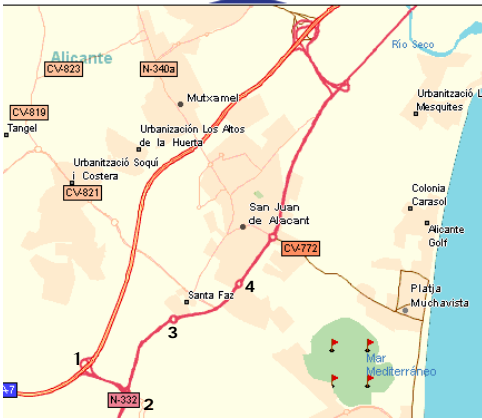 Río Seco
Alicante
CV-823
N-340a
Urbanització L
Mesquites
Mutxamel
CV-819
Tangel
Urbanización Los Altos
de la Huerta
Urbanització Soquí
i Costera
CV-821
Colonia
Carasol
San Juan
de Alacant
Alicante
Golf
CV-772
4
Platja
Muchavista
Santa Faz
3
1
Mar
Mediterráneo
A-7
N-332
2